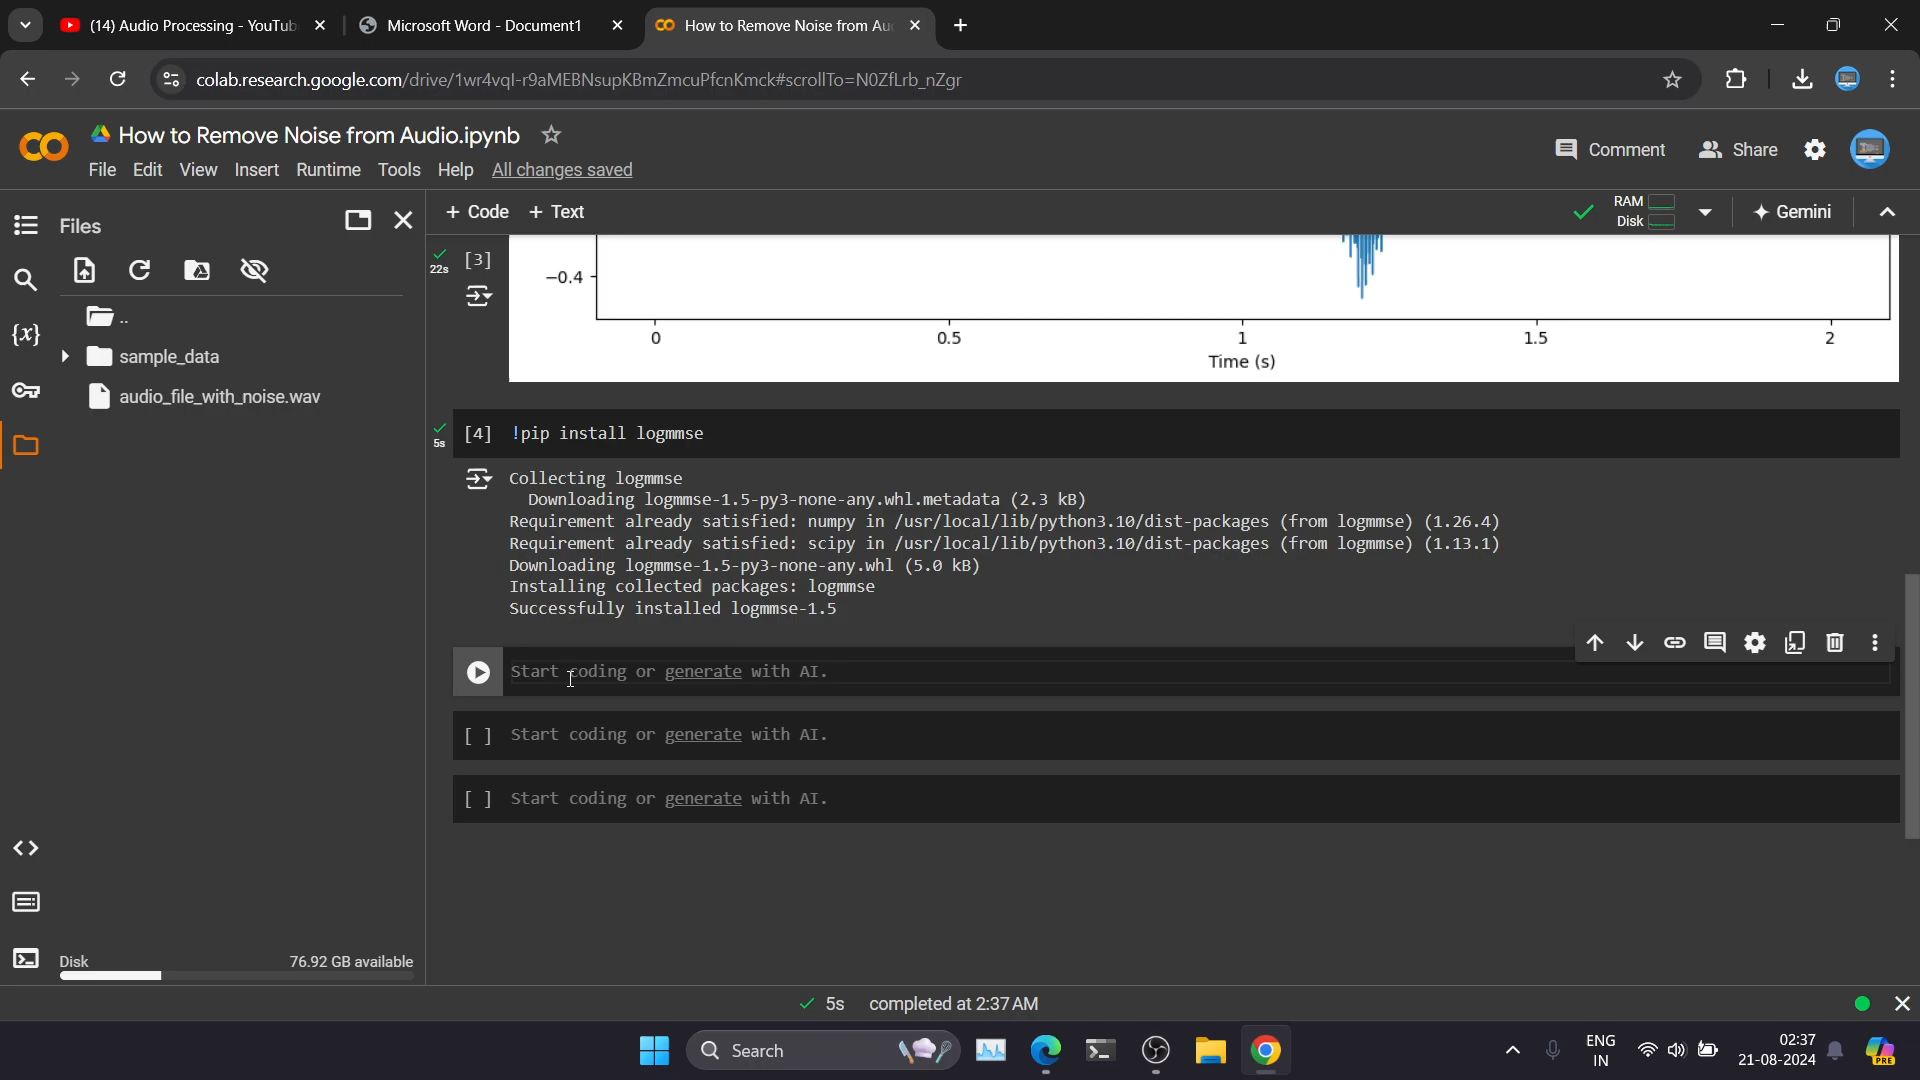 (14) Audio Processing - YouTub
Microsoft Word - Document1
How to Remove Noise from Au
colab.research.google.com/drive/1wr4vqI-r9aMEBNsupKBmZmcuPfcnKmck#scrollTo=N0ZfLrb_nZgr
How to Remove Noise from Audio.ipynb
File Edit View Insert Runtime Tools Help All changes saved
Comment Share
Files
+ Code + Text
RAM
Disk
Gemini
..
sample_data
audio_file_with_noise.wav
22s [3]
−0.4
0 0.5 1 1.5 2
Time (s)
5s [4] !pip install logmmse
Collecting logmmse
Downloading logmmse-1.5-py3-none-any.whl.metadata (2.3 kB)
Requirement already satisfied: numpy in /usr/local/lib/python3.10/dist-packages (from logmmse) (1.26.4)
Requirement already satisfied: scipy in /usr/local/lib/python3.10/dist-packages (from logmmse) (1.13.1)
Downloading logmmse-1.5-py3-none-any.whl (5.0 kB)
Installing collected packages: logmmse
Successfully installed logmmse-1.5
Start coding or generate with AI.
[ ] Start coding or generate with AI.
[ ] Start coding or generate with AI.
{x}
Disk 76.92 GB available
5s completed at 2:37 AM
Search
ENG
IN
02:37
21-08-2024
PRE